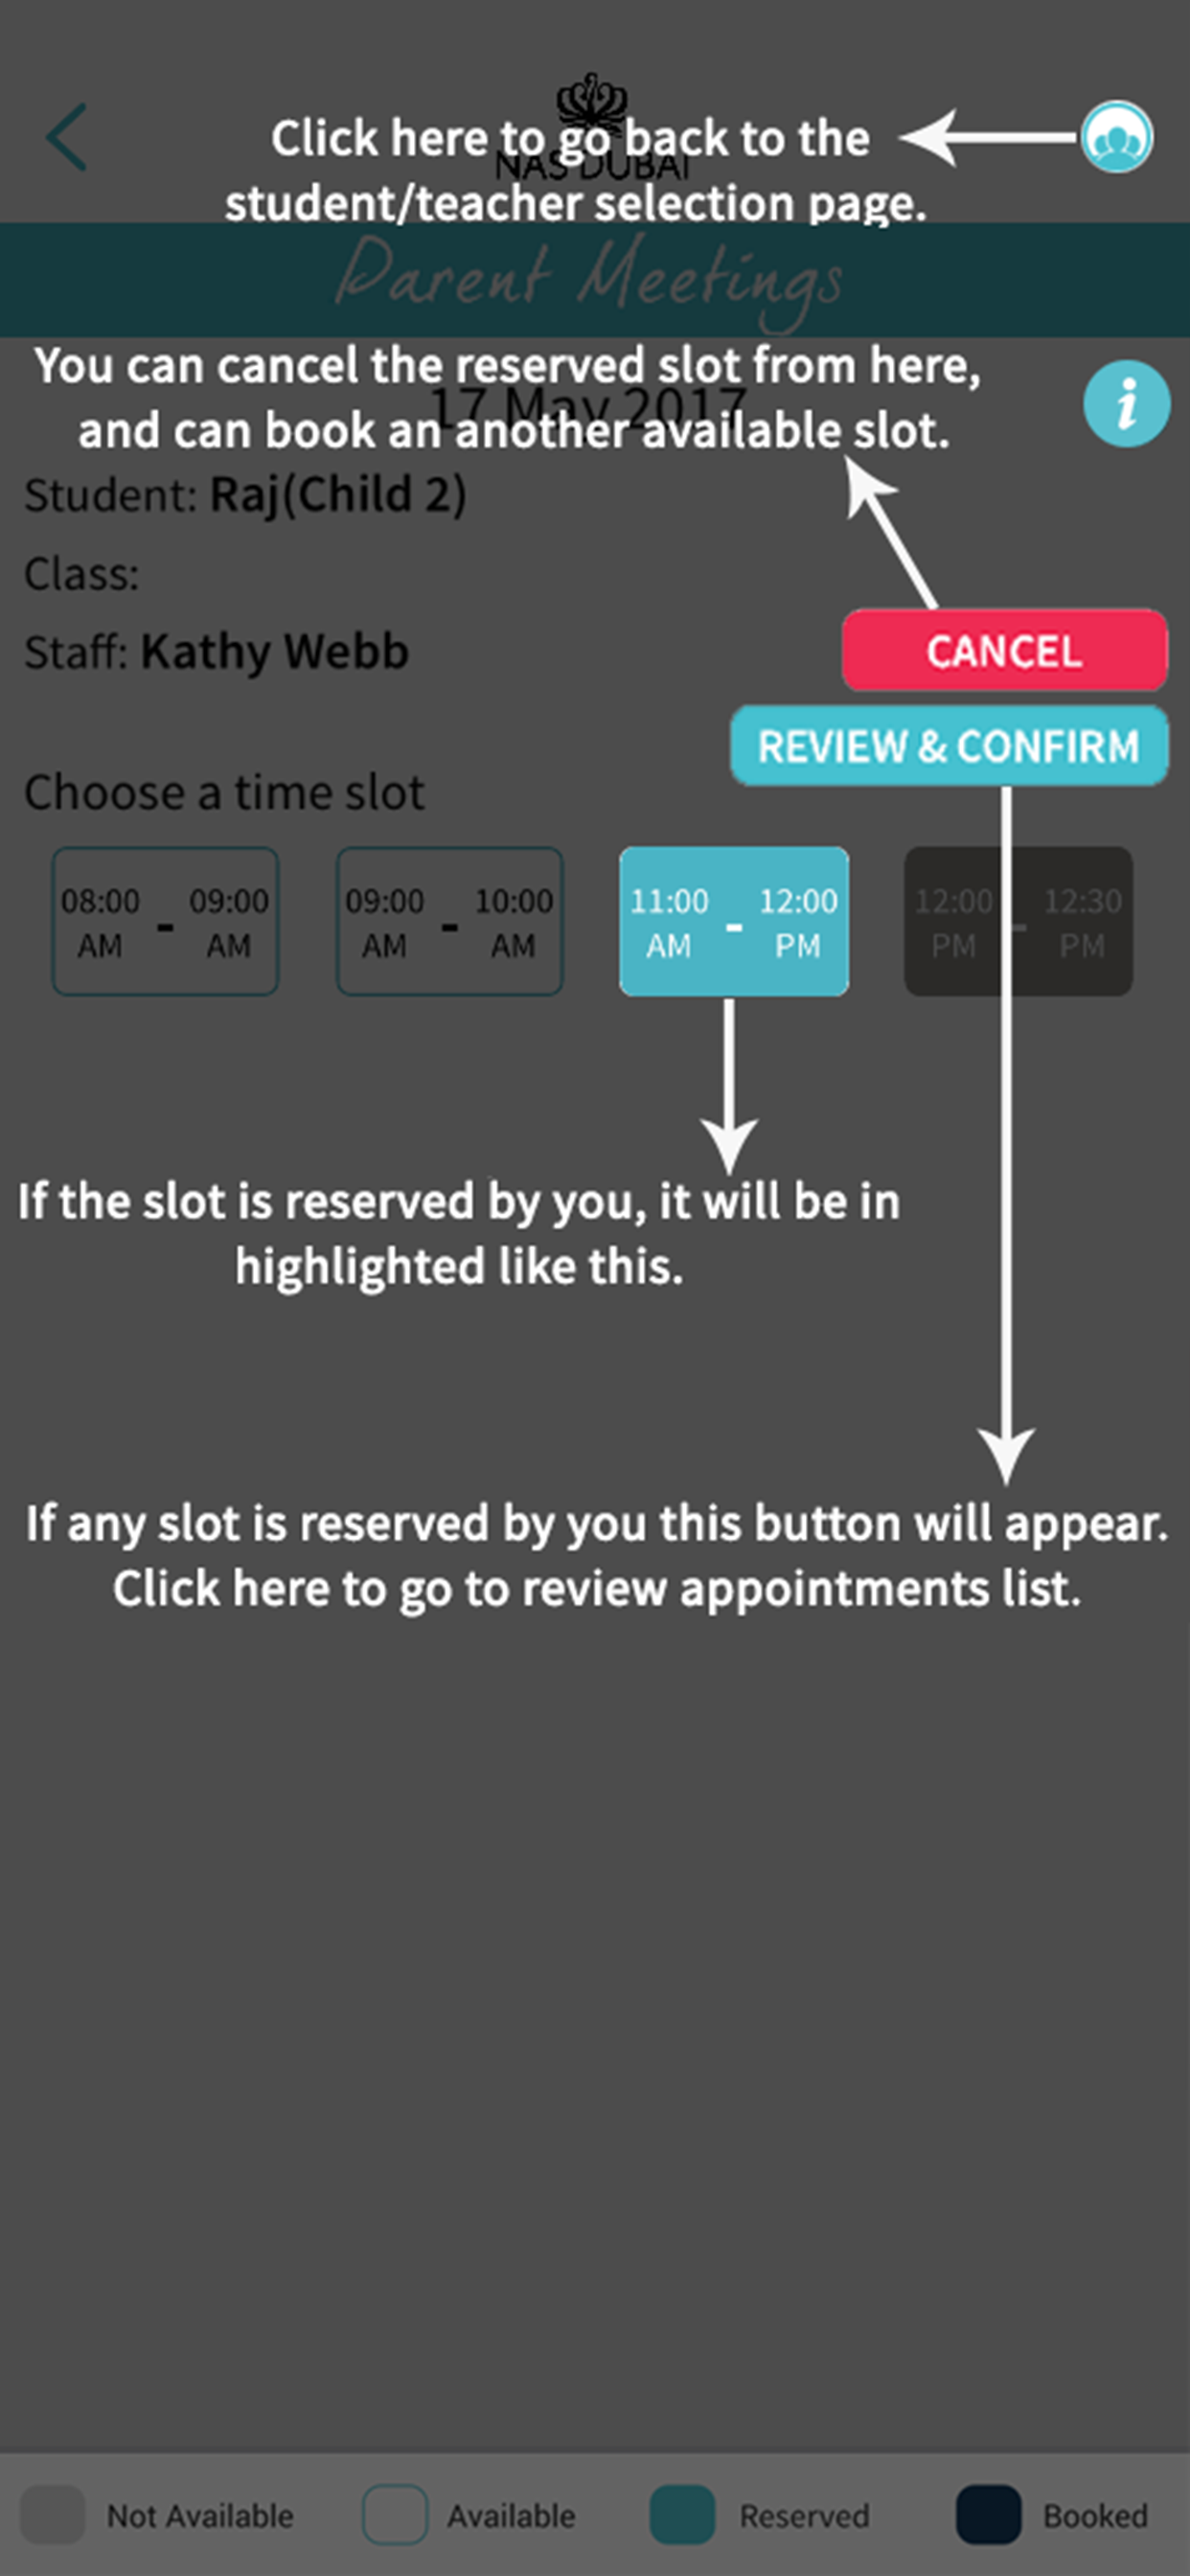 Click here to go back to the
NAS DUBAI
student/teacher selection page.
Parent Meetings
You can cancel the reserved slot from here,
17 May 2017
and can book an another available slot.
i
Student: Raj(Child 2)
Class:
Staff: Kathy Webb
CANCEL
REVIEW & CONFIRM
Choose a time slot
08:00 AM - 09:00 AM
09:00 AM - 10:00 AM
11:00 AM - 12:00 PM
12:00 PM - 12:30 PM
If the slot is reserved by you, it will be in
highlighted like this.
If any slot is reserved by you this button will appear.
Click here to go to review appointments list.
Not Available
Available
Reserved
Booked